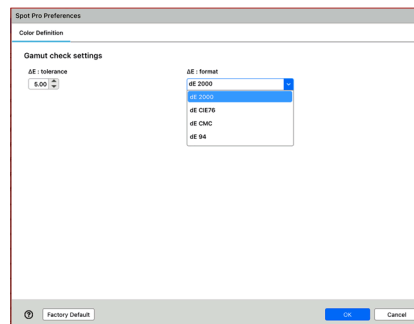 Spot Pro Preferences
Color Definition
Gamut check settings
ΔE : tolerance
ΔE : format
5.00
dE 2000
dE 2000
dE CIE76
dE CMC
dE 94
?
Factory Default
OK
Cancel